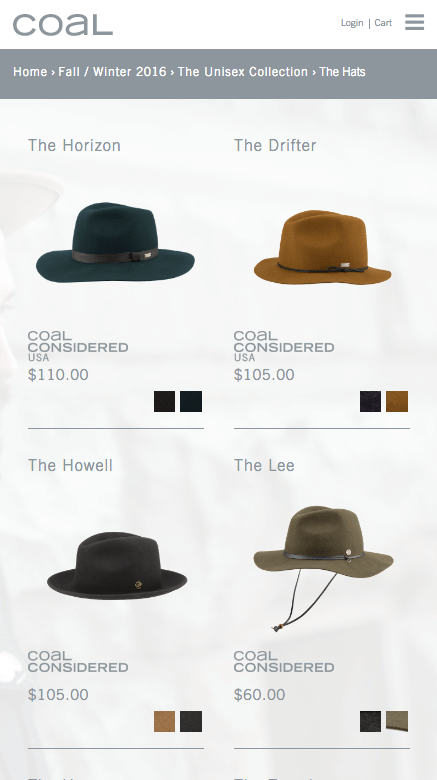 coal
Login | Cart
Home › Fall / Winter 2016 › The Unisex Collection › The Hats
The Horizon
The Drifter
coal
CONSIDERED
USA
$110.00
coal
CONSIDERED
USA
$105.00
The Howell
The Lee
coal
CONSIDERED
$105.00
coal
CONSIDERED
$60.00